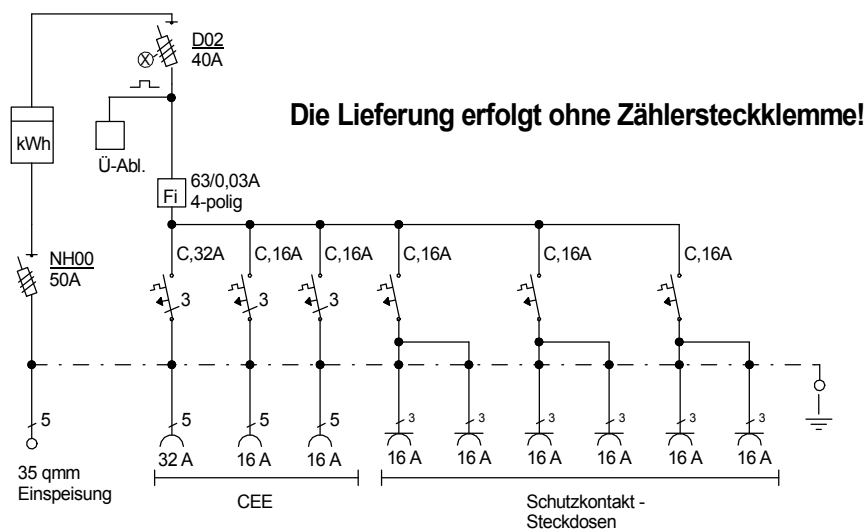 D02
40A
Die Lieferung erfolgt ohne Zählersteckklemme!
kWh
Ü-Abl.
Fi
63/0,03A
4-polig
NH00
50A
C,32A
C,16A
C,16A
C,16A
C,16A
C,16A
3
3
3
5
5
5
5
3
3
3
3
3
3
32 A
16 A
16 A
16 A
16 A
16 A
16 A
16 A
16 A
35 qmm
Einspeisung
CEE
Schutzkontakt -
Steckdosen